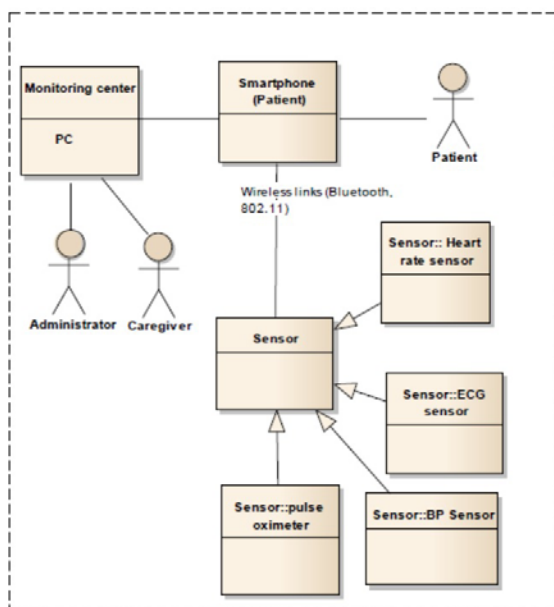 Monitoring center
PC
Smartphone
(Patient)
Patient
Wireless links (Bluetooth,
802.11)
Administrator
Caregiver
Sensor:: Heart
rate sensor
Sensor
Sensor::ECG
sensor
Sensor::pulse
oximeter
Sensor::BP Sensor